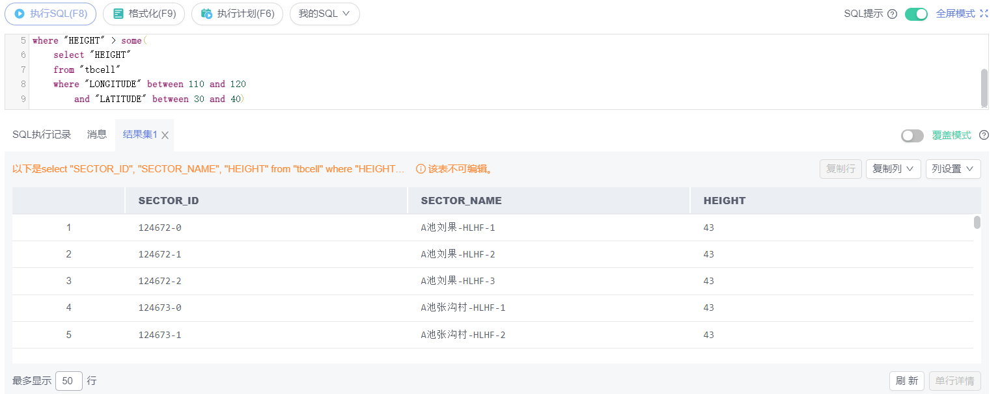 执行SQL(F8) 格式化(F9) 执行计划(F6) 我的SQL SQL提示 全屏模式
5 where "HEIGHT" > some(
6 select "HEIGHT"
7 from "tbcell"
8 where "LONGITUDE" between 110 and 120
9 and "LATITUDE" between 30 and 40)
SQL执行记录 消息 结果集1 覆盖模式
以下是select "SECTOR_ID", "SECTOR_NAME", "HEIGHT" from "tbcell" where "HEIGHT... 该表不可编辑。 复制行 复制列 列设置
SECTOR_ID SECTOR_NAME HEIGHT
1 124672-0 A池刘果-HLHF-1 43
2 124672-1 A池刘果-HLHF-2 43
3 124672-2 A池刘果-HLHF-3 43
4 124673-0 A池张沟村-HLHF-1 43
5 124673-1 A池张沟村-HLHF-2 43
最多显示 50 行 刷 新 单行详情